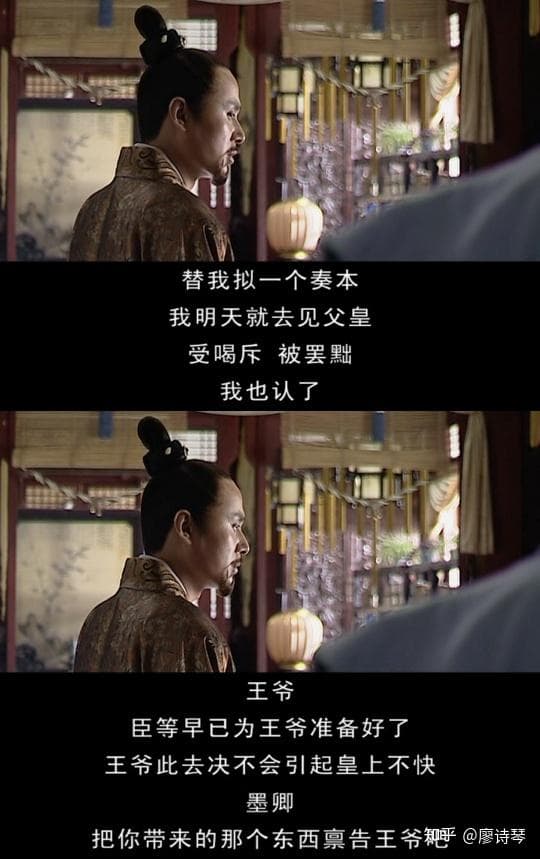 替我拟一个奏本
我明天就去见父皇
受喝斥 被罢黜
我也认了
王爷
臣等早已为王爷准备好了
王爷此去决不会引起皇上不快
墨卿
把你带来的那个东西禀告王爷吧
知乎 @廖诗琴